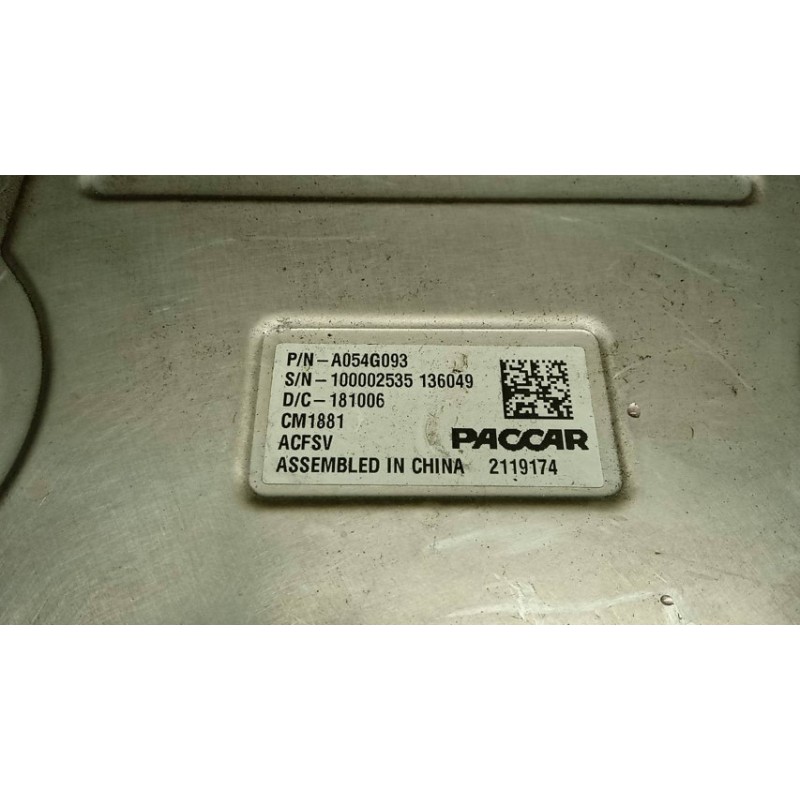 P/N-A054G093
S/N-100002535 136049
D/C-181006
CM1881
ACFSV
PACCAR
ASSEMBLED IN CHINA 2119174